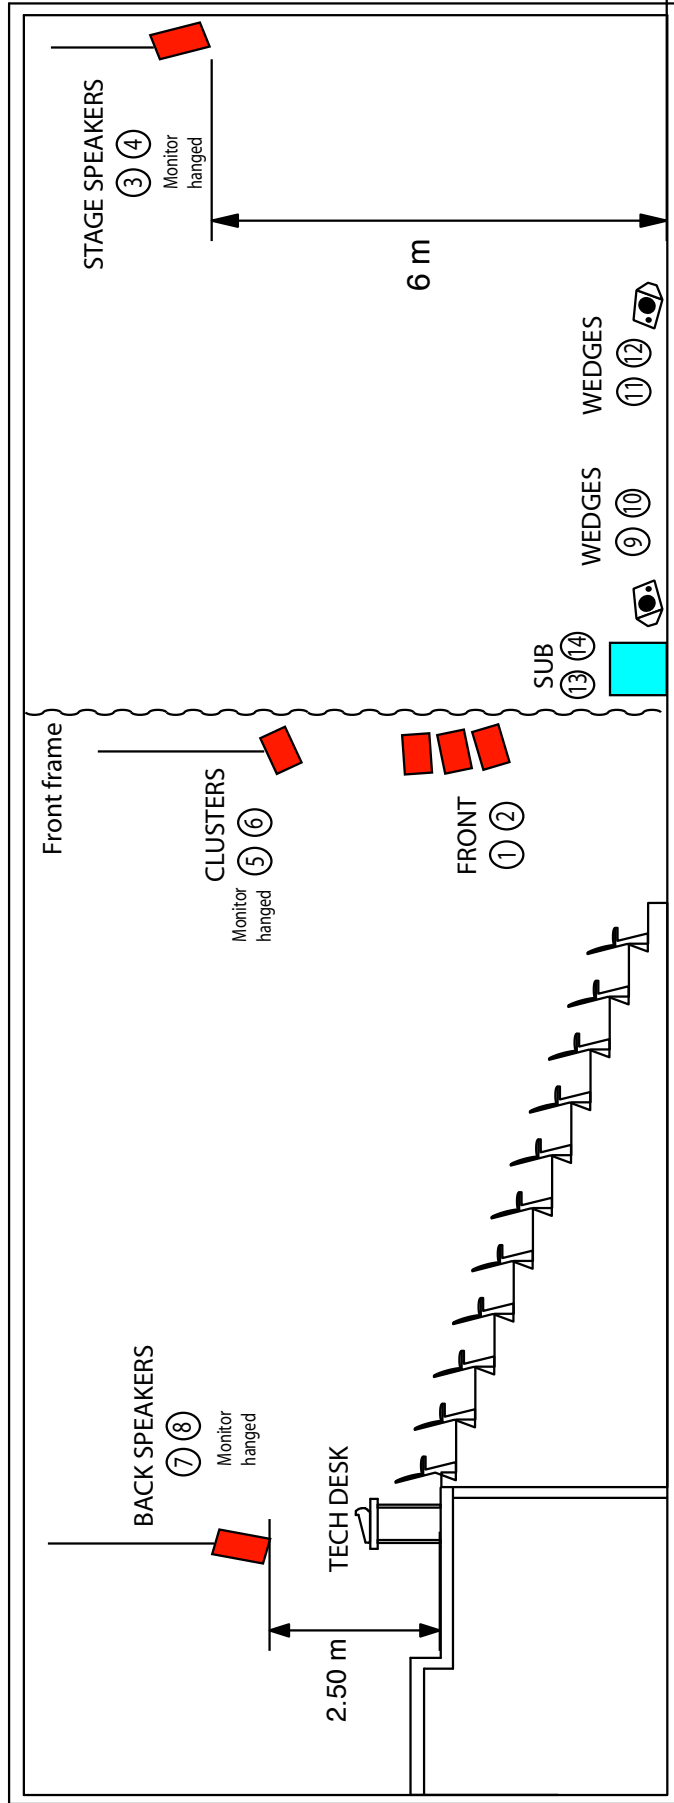 BACK SPEAKERS
7 8
Monitor
hanged
2.50 m
TECH DESK
Front frame
CLUSTERS
5 6
Monitor
hanged
FRONT
1 2
SUB
13 14
STAGE SPEAKERS
3 4
Monitor
hanged
6 m
WEDGES
9 10
WEDGES
11 12